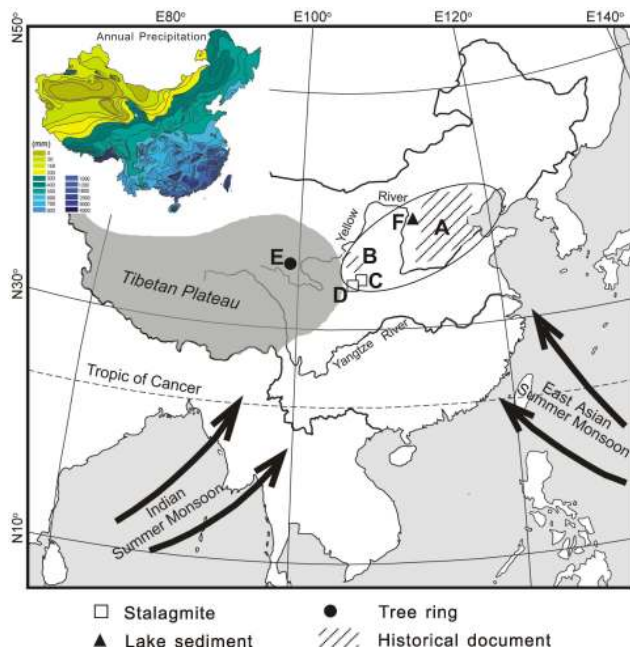 E80°
E100°
E120°
E140°
N50°
Annual Precipitation
(mm)
River
Yellow
F
A
B
E
C
D
N30°
Tibetan Plateau
Yangtze River
Tropic of Cancer
East Asian
Summer Monsoon
Indian
Summer Monsoon
N10°
Stalagmite
Tree ring
Lake sediment
Historical document